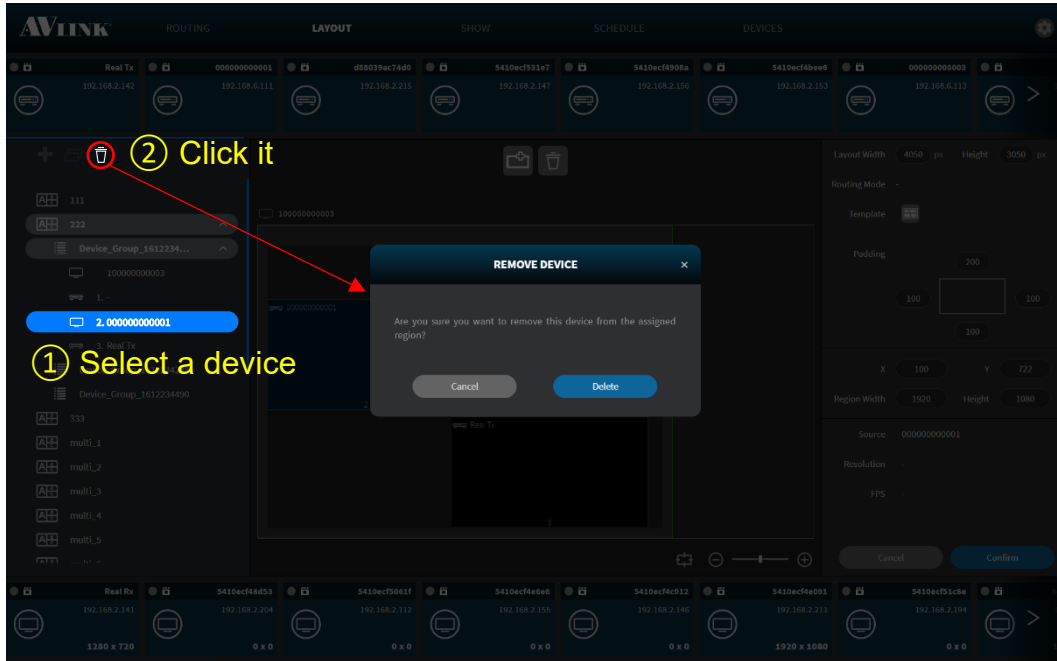 AVLINK
ROUTING
LAYOUT
SHOW
SCHEDULE
DEVICES
Real Tx
192.168.2.142
000000000001
192.168.6.111
d88039ac74d0
192.168.2.215
5410ecf531e7
192.168.2.147
5410ecf4908a
192.168.2.156
5410ecf4bee6
192.168.2.153
000000000003
192.168.6.113
② Click it
Layout Width 4050 px Height 3050 px
Routing Mode -
Template
Padding
200
100
100
100
X 100 Y 722
Region Width 1920 Height 1080
Source 000000000001
Resolution -
FPS -
Cancel
Confirm
111
222
Device_Group_1612234...
100000000003
1. -
2. 000000000001
3. Real Tx
① Select a device
Device_Group_1612234490
333
multi_1
multi_2
multi_3
multi_4
multi_5
100000000003
000000000001
2
Real Tx
3
REMOVE DEVICE ×
Are you sure you want to remove this device from the assigned
region?
Cancel
Delete
Real Rx
192.168.2.141
1280 x 720
5410ecf48d53
192.168.2.204
0 x 0
5410ecf5061f
192.168.2.112
0 x 0
5410ecf4e6e6
192.168.2.155
0 x 0
5410ecf4c012
192.168.2.146
0 x 0
5410ecf4e091
192.168.2.211
1920 x 1080
5410ecf51c8e
192.168.2.194
0 x 0